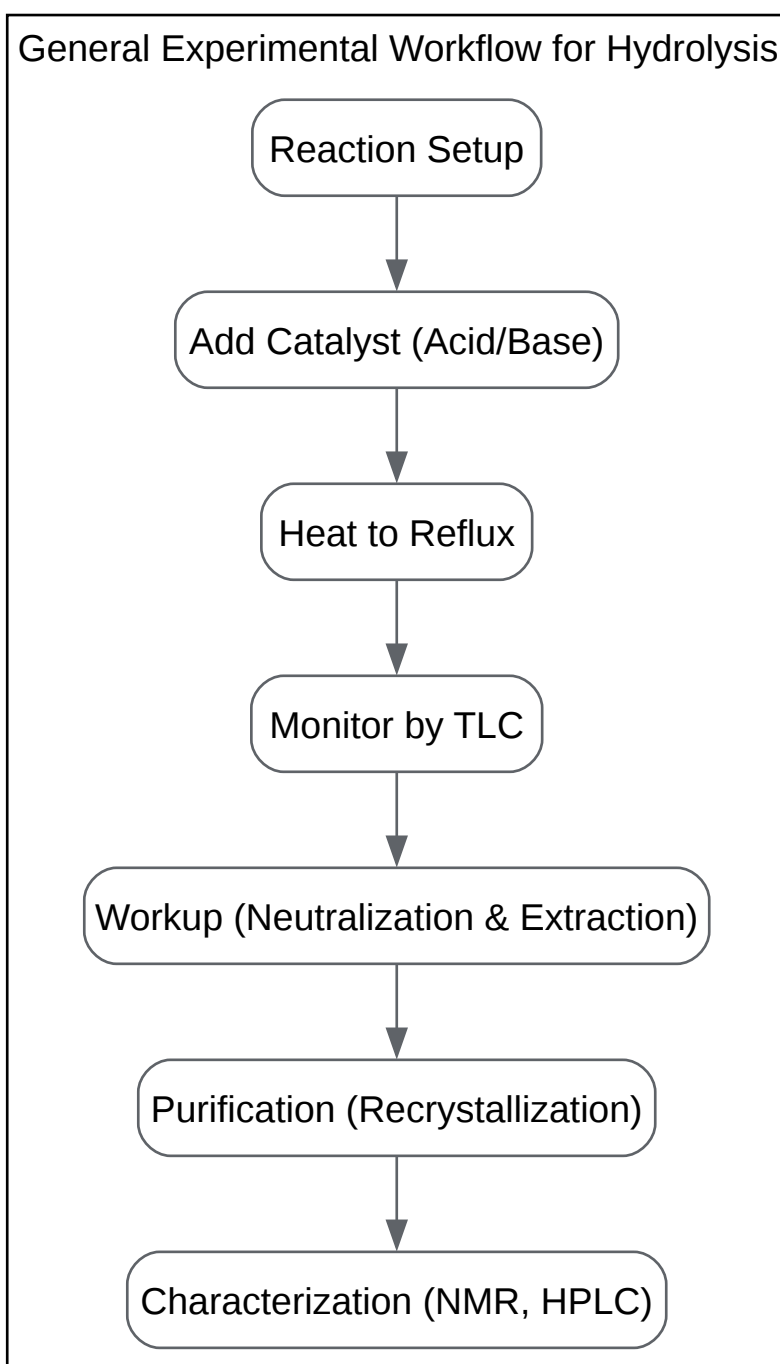 General Experimental Workflow for Hydrolysis
Reaction Setup
Add Catalyst (Acid/Base)
Heat to Reflux
Monitor by TLC
Workup (Neutralization & Extraction)
Purification (Recrystallization)
Characterization (NMR, HPLC)